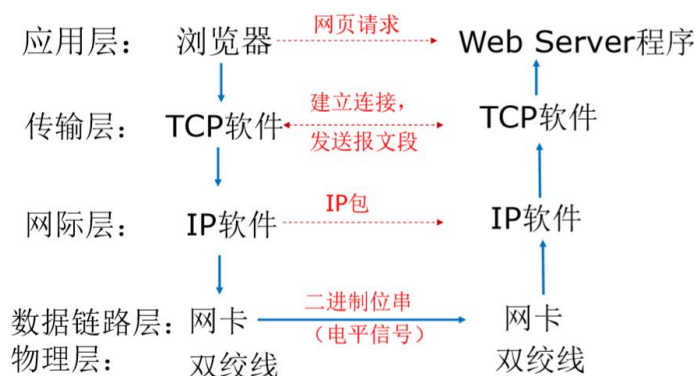 应用层： 浏览器 网页请求 Web Server程序
传输层： TCP软件 建立连接， TCP软件
发送报文段
网际层： IP软件 IP包 IP软件
数据链路层： 网卡 二进制位串 网卡
（电平信号）
物理层： 双绞线 双绞线